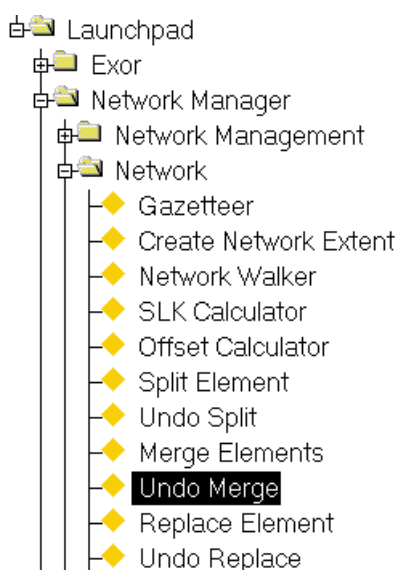 Launchpad
Exor
Network Manager
Network Management
Network
Gazetteer
Create Network Extent
Network Walker
SLK Calculator
Offset Calculator
Split Element
Undo Split
Merge Elements
Undo Merge
Replace Element
Undo Replace